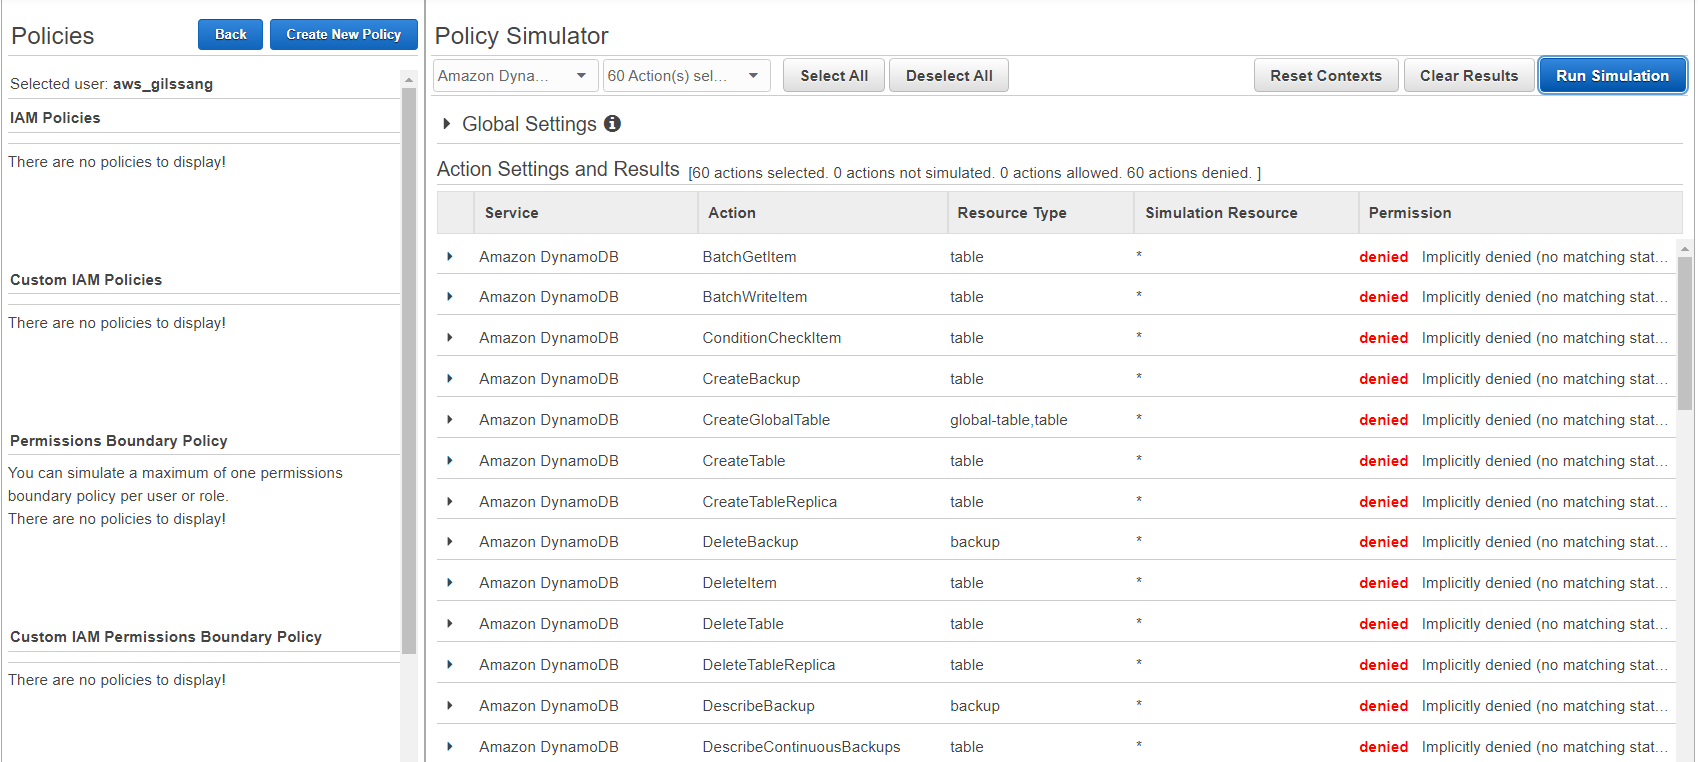 Policies
Back
Create New Policy
Selected user: aws_gilssang
IAM Policies
There are no policies to display!
Custom IAM Policies
There are no policies to display!
Permissions Boundary Policy
You can simulate a maximum of one permissions
boundary policy per user or role.
There are no policies to display!
Custom IAM Permissions Boundary Policy
There are no policies to display!
Policy Simulator
Amazon Dyna...
60 Action(s) sel...
Select All
Deselect All
Reset Contexts
Clear Results
Run Simulation
Global Settings
Action Settings and Results [60 actions selected. 0 actions not simulated. 0 actions allowed. 60 actions denied. ]
Service Action Resource Type Simulation Resource Permission
Amazon DynamoDB BatchGetItem table * denied Implicitly denied (no matching stat...
Amazon DynamoDB BatchWriteItem table * denied Implicitly denied (no matching stat...
Amazon DynamoDB ConditionCheckItem table * denied Implicitly denied (no matching stat...
Amazon DynamoDB CreateBackup table * denied Implicitly denied (no matching stat...
Amazon DynamoDB CreateGlobalTable global-table,table * denied Implicitly denied (no matching stat...
Amazon DynamoDB CreateTable table * denied Implicitly denied (no matching stat...
Amazon DynamoDB CreateTableReplica table * denied Implicitly denied (no matching stat...
Amazon DynamoDB DeleteBackup backup * denied Implicitly denied (no matching stat...
Amazon DynamoDB DeleteItem table * denied Implicitly denied (no matching stat...
Amazon DynamoDB DeleteTable table * denied Implicitly denied (no matching stat...
Amazon DynamoDB DeleteTableReplica table * denied Implicitly denied (no matching stat...
Amazon DynamoDB DescribeBackup backup * denied Implicitly denied (no matching stat...
Amazon DynamoDB DescribeContinuousBackups table * denied Implicitly denied (no matching stat...